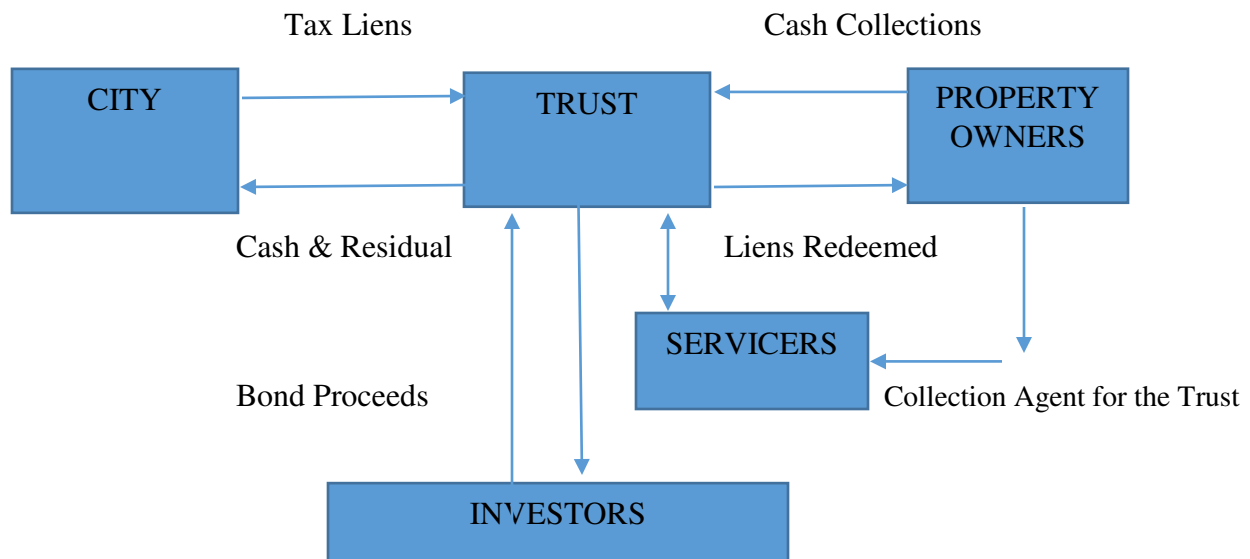 Tax Liens
Cash Collections
CITY
TRUST
PROPERTY
OWNERS
Cash & Residual
Liens Redeemed
SERVICERS
Bond Proceeds
Collection Agent for the Trust
INVESTORS